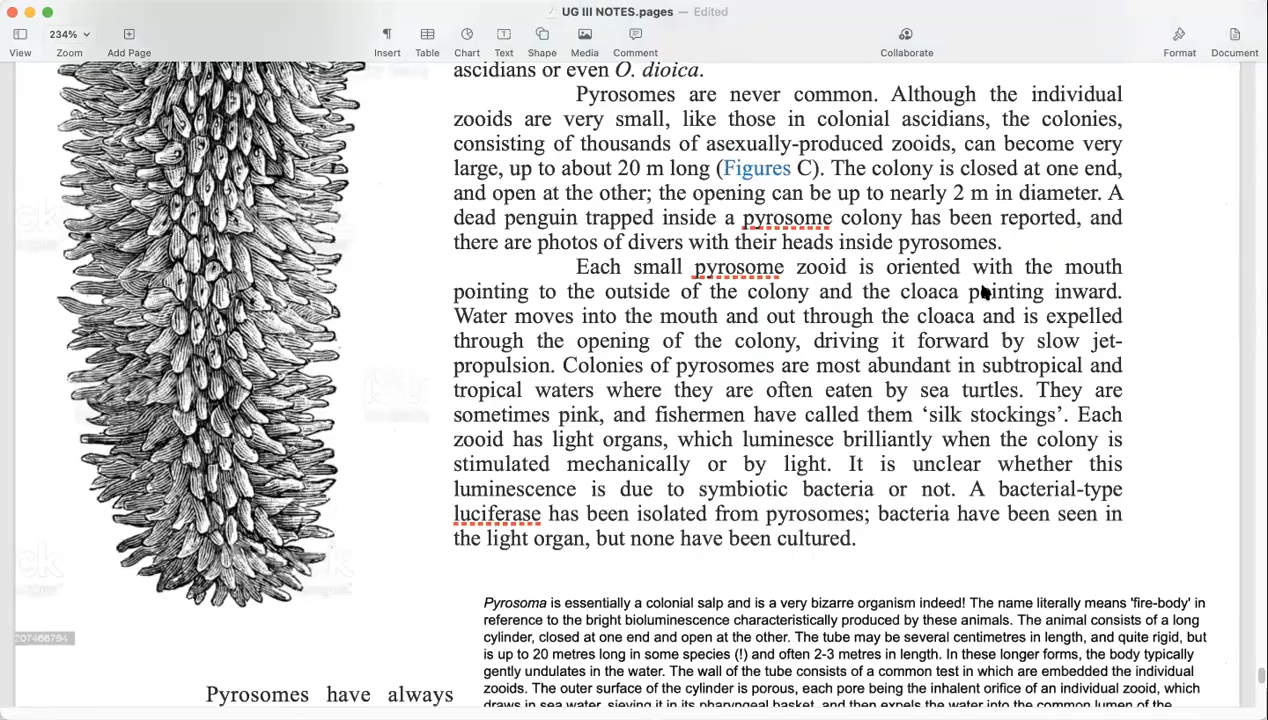 UG III NOTES.pages — Edited
234%
View
Zoom
Add Page
Insert
Table
Chart
Text
Shape
Media
Comment
Collaborate
Format
Document
ascidians or even O. dioica.
Pyrosomes are never common. Although the individual
zooids are very small, like those in colonial ascidians, the colonies,
consisting of thousands of asexually-produced zooids, can become very
large, up to about 20 m long (Figures C). The colony is closed at one end,
and open at the other; the opening can be up to nearly 2 m in diameter. A
dead penguin trapped inside a pyrosome colony has been reported, and
there are photos of divers with their heads inside pyrosomes.
Each small pyrosome zooid is oriented with the mouth
pointing to the outside of the colony and the cloaca pointing inward.
Water moves into the mouth and out through the cloaca and is expelled
through the opening of the colony, driving it forward by slow jet-
propulsion. Colonies of pyrosomes are most abundant in subtropical and
tropical waters where they are often eaten by sea turtles. They are
sometimes pink, and fishermen have called them ‘silk stockings’. Each
zooid has light organs, which luminesce brilliantly when the colony is
stimulated mechanically or by light. It is unclear whether this
luminescence is due to symbiotic bacteria or not. A bacterial-type
luciferase has been isolated from pyrosomes; bacteria have been seen in
the light organ, but none have been cultured.
207466794
Pyrosoma is essentially a colonial salp and is a very bizarre organism indeed! The name literally means 'fire-body' in
reference to the bright bioluminescence characteristically produced by these animals. The animal consists of a long
cylinder, closed at one end and open at the other. The tube may be several centimetres in length, and quite rigid, but
is up to 20 metres long in some species (!) and often 2-3 metres in length. In these longer forms, the body typically
gently undulates in the water. The wall of the tube consists of a common test in which are embedded the individual
zooids. The outer surface of the cylinder is porous, each pore being the inhalent orifice of an individual zooid, which
draws in sea water, sieving it in its pharyngeal basket, and then expels the water into the common lumen of the
Pyrosomes have always